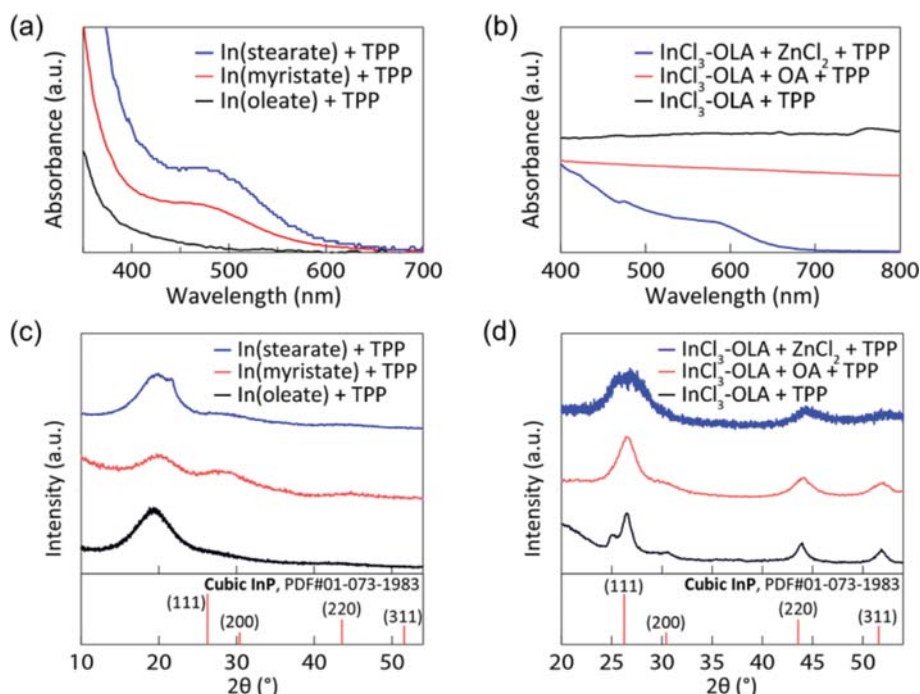 (a)
In(stearate) + TPP
In(myristate) + TPP
In(oleate) + TPP
Absorbance (a.u.)
400 500 600 700
Wavelength (nm)
(b)
InCl₃-OLA + ZnCl₂ + TPP
InCl₃-OLA + OA + TPP
InCl₃-OLA + TPP
Absorbance (a.u.)
400 500 600 700 800
Wavelength (nm)
(c)
In(stearate) + TPP
In(myristate) + TPP
In(oleate) + TPP
Intensity (a.u.)
Cubic InP, PDF#01-073-1983
(111)
(200)
(220)
(311)
10 20 30 40 50
2θ (°)
(d)
InCl₃-OLA + ZnCl₂ + TPP
InCl₃-OLA + OA + TPP
InCl₃-OLA + TPP
Intensity (a.u.)
Cubic InP, PDF#01-073-1983
(111)
(200)
(220)
(311)
20 25 30 35 40 45 50
2θ (°)